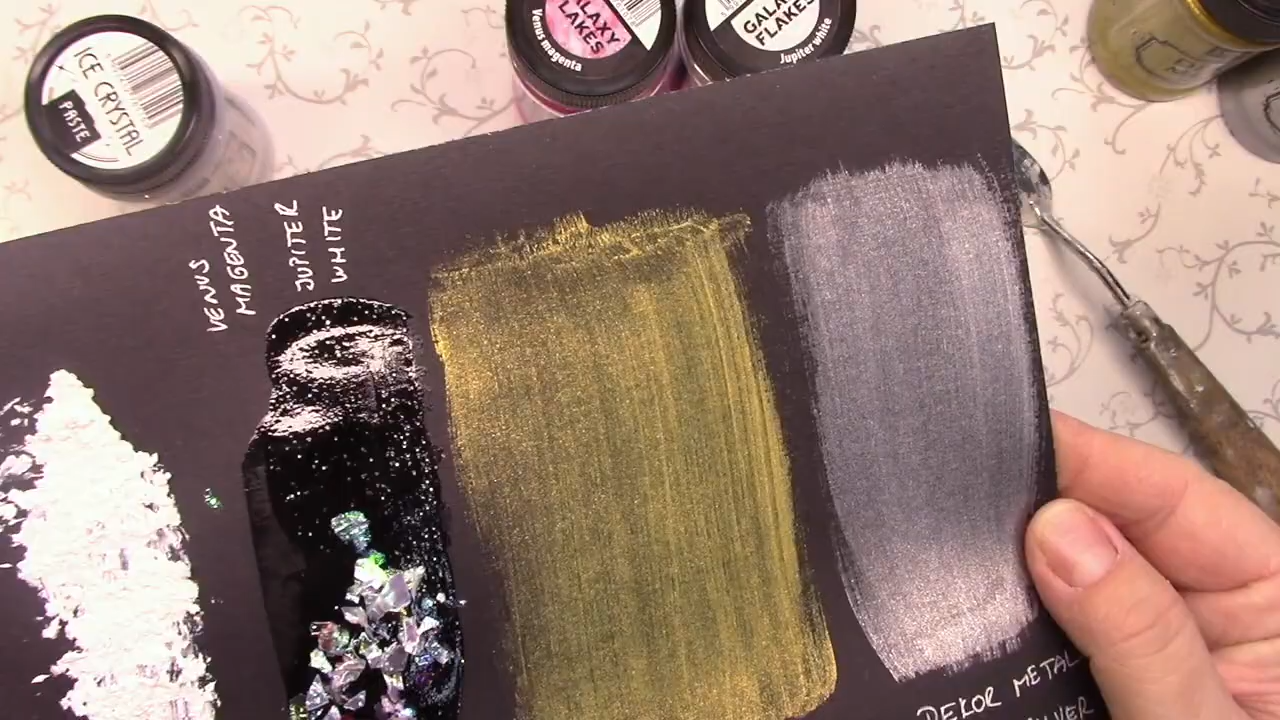 ICE CRYSTAL
PASTE
GALAXY
FLAKES
Venus magenta
GALAXY
FLAKES
Jupiter white
VENUS
MAGENTA
JUPITER
WHITE
DEKOR METAL